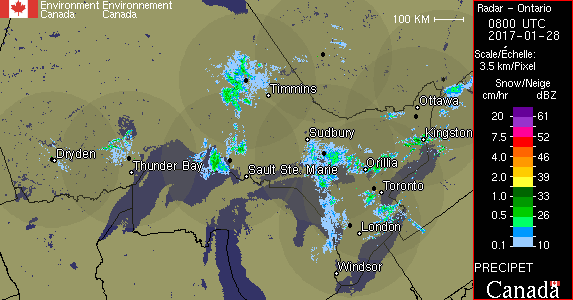 Environment Environnement
Canada Canada
100 KM
Timmins
Ottawa
Sudbury
Kingston
Dryden
Thunder Bay
Sault Ste. Marie
Orillia
Toronto
London
Windsor
Radar - Ontario
0800 UTC
2017-01-28
Scale/Échelle:
3.5 km/Pixel
Snow/Neige
cm/hr dBZ
20 61
7.5 57
5.5 52
4.0 46
2.0 39
1.0 33
0.5 26
0.1 10
PRECIPET
Canada